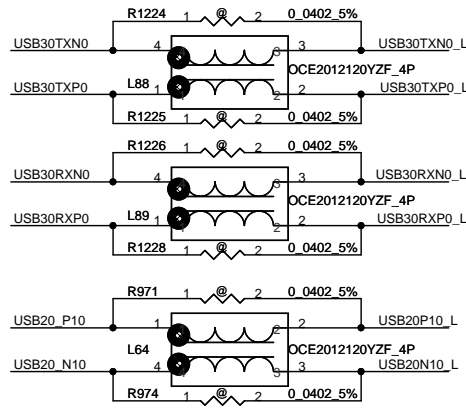 R1224 1 @ 2 0_0402_5%
USB30TXN0 4 3 3 USB30TXN0_L
OCE2012120YZF_4P
USB30TXP0 L88 1 2 2 USB30TXP0_L
R1225 1 @ 2 0_0402_5%
R1226 1 @ 2 0_0402_5%
USB30RXN0 4 3 USB30RXN0_L
OCE2012120YZF_4P
USB30RXP0 L89 1 2 USB30RXP0_L
R1228 1 @ 2 0_0402_5%
R971 1 @ 2 0_0402_5%
USB20_P10 1 2 2 USB20P10_L
L64 OCE2012120YZF_4P
USB20_N10 4 3 3 USB20N10_L
R974 1 @ 2 0_0402_5%